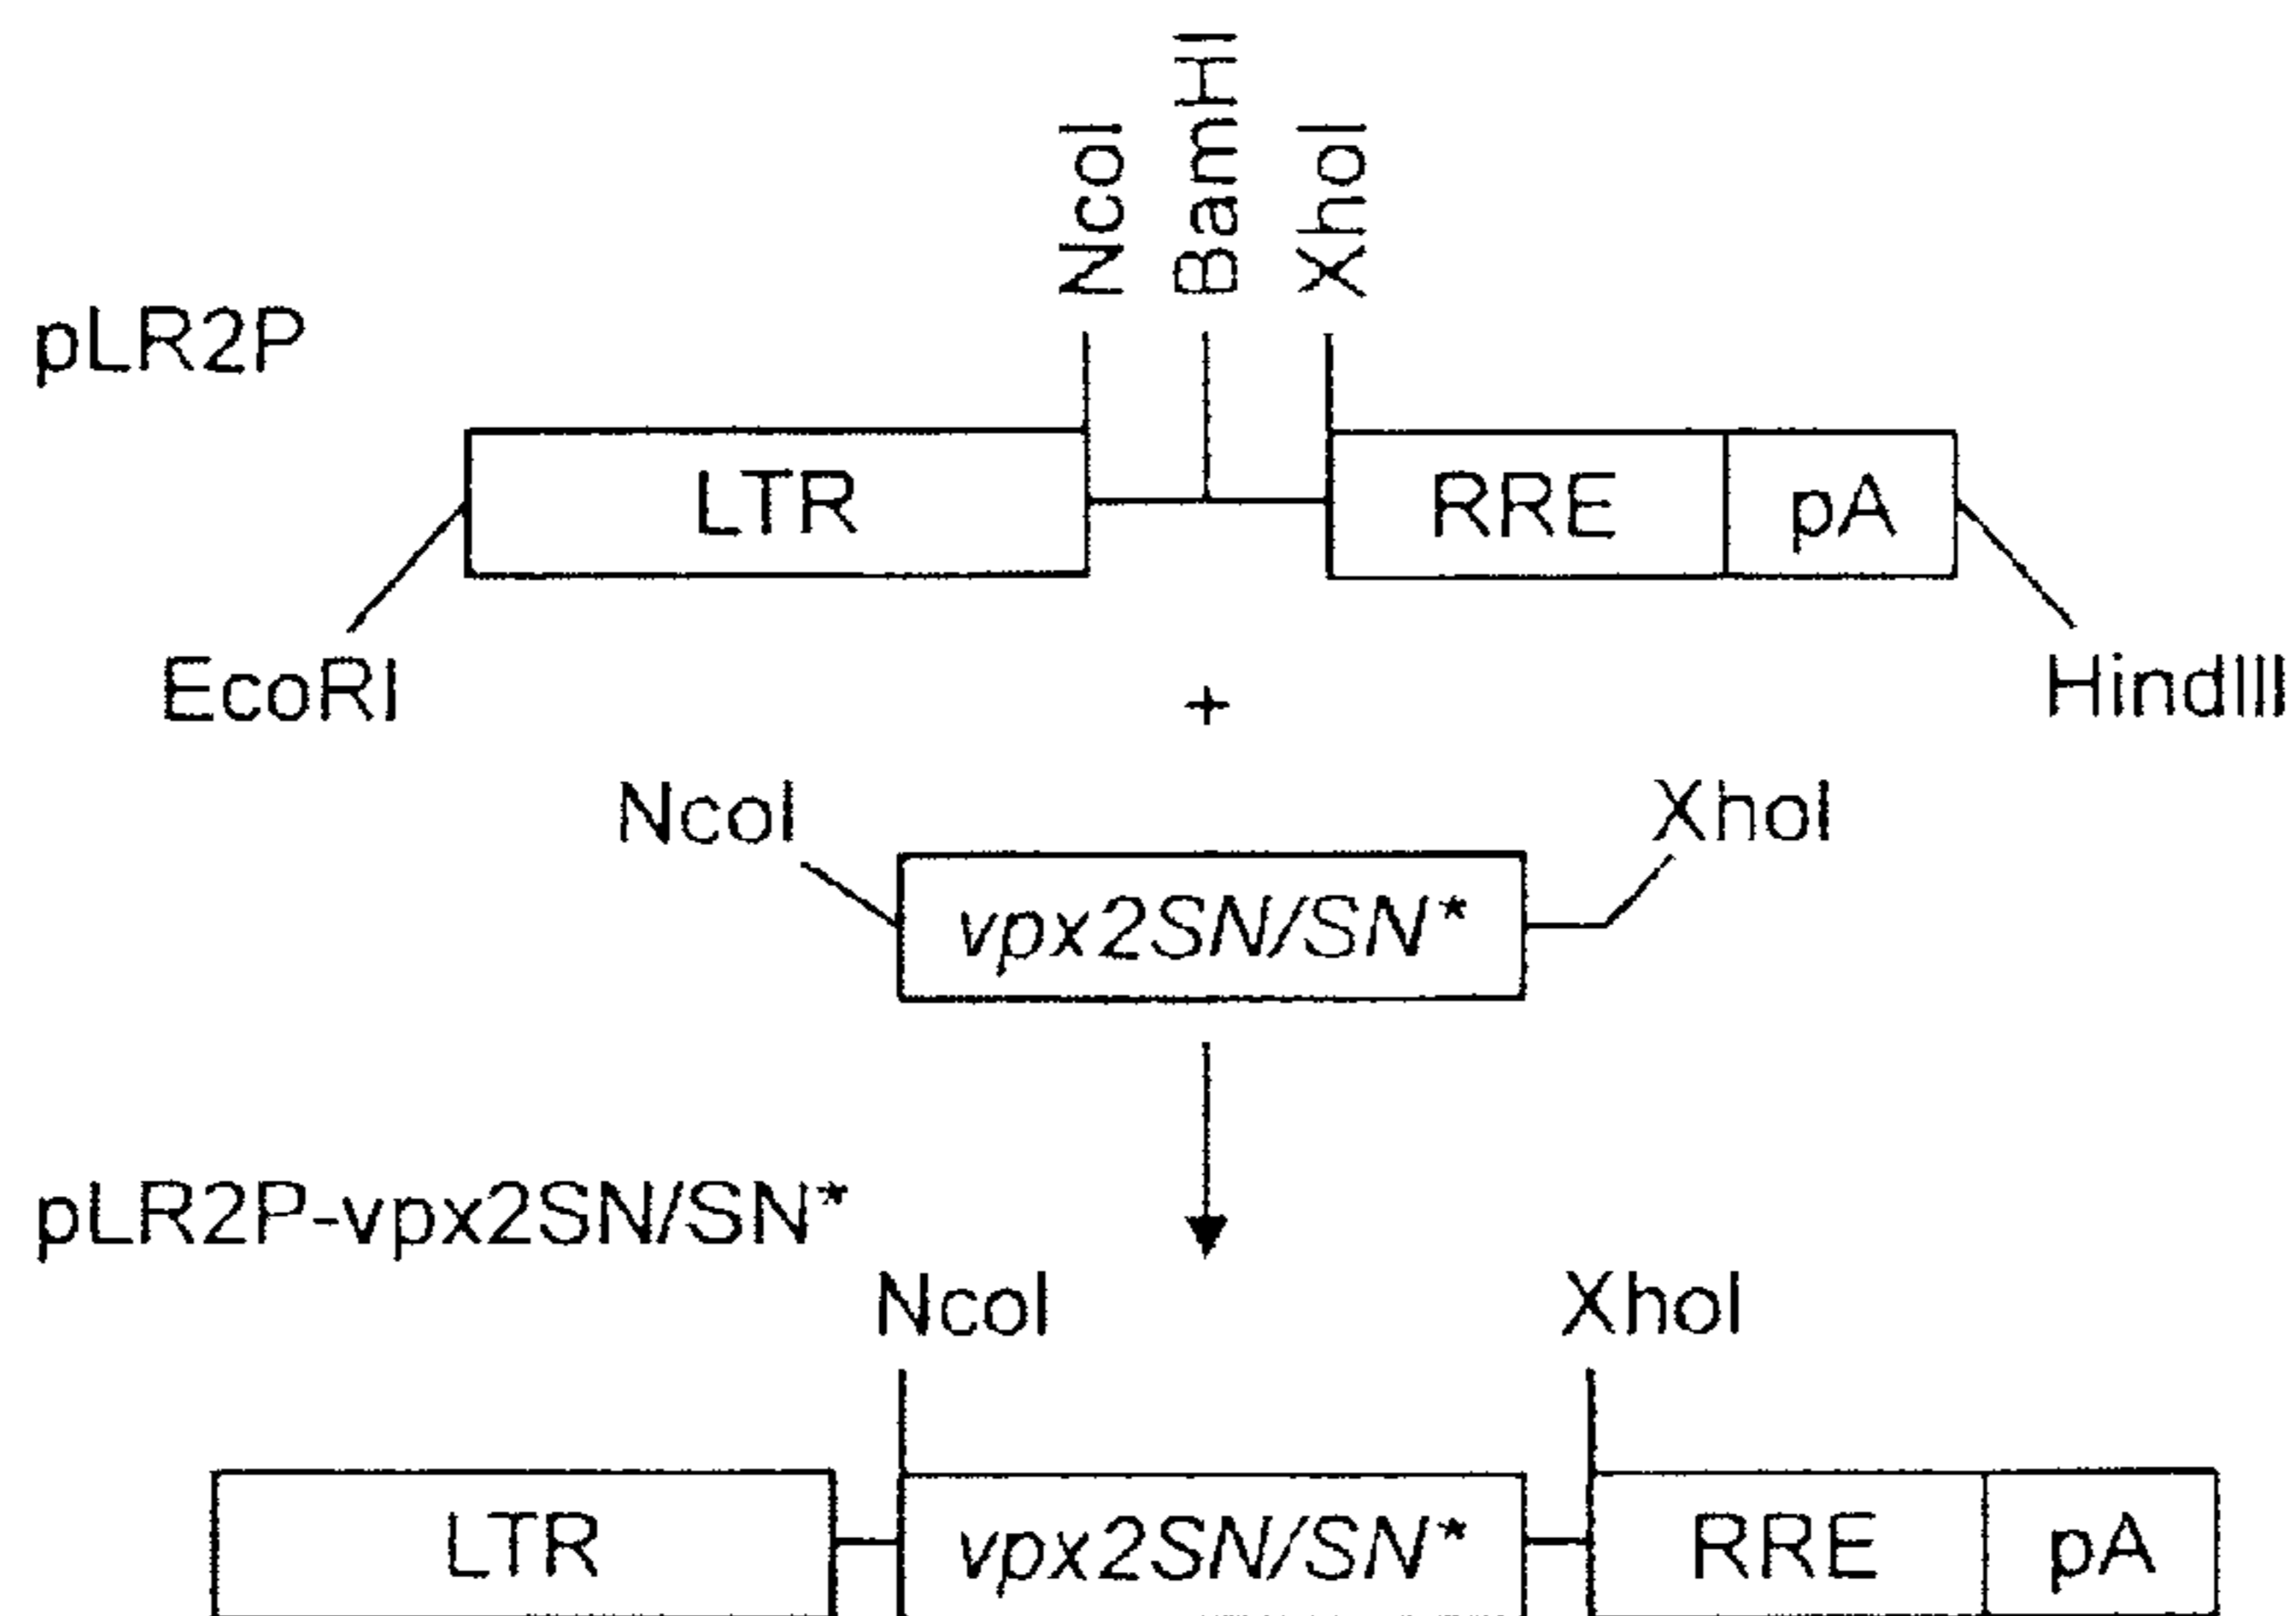 NcoI
BamHI
XhoI
pLR2P
LTR
RRE
pA
EcoRI
HindIII
+
NcoI
XhoI
vpx2SN/SN*
pLR2P-vpx2SN/SN*
NcoI
XhoI
LTR
vpx2SN/SN*
RRE
pA